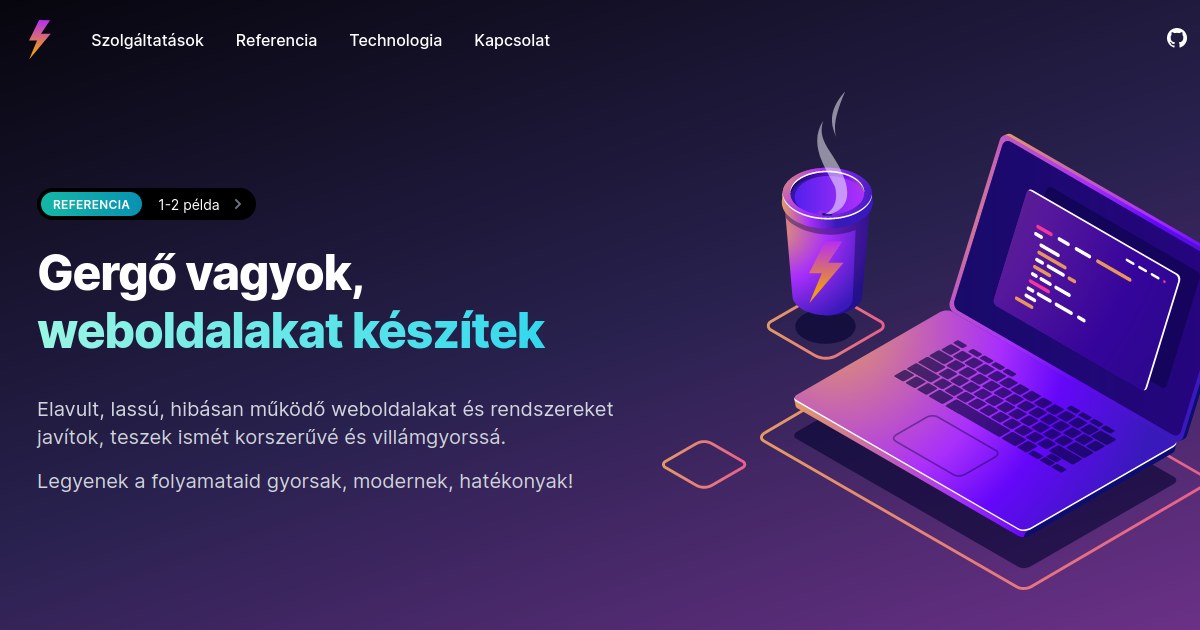 Szolgáltatások Referencia Technologia Kapcsolat
REFERENCIA 1-2 példa
Gergő vagyok,
weboldalakat készítek
Elavult, lassú, hibásan működő weboldalakat és rendszereket
javítok, teszek ismét korszerűvé és villámgyorssá.
Legyenek a folyamataid gyorsak, modernek, hatékonyak!